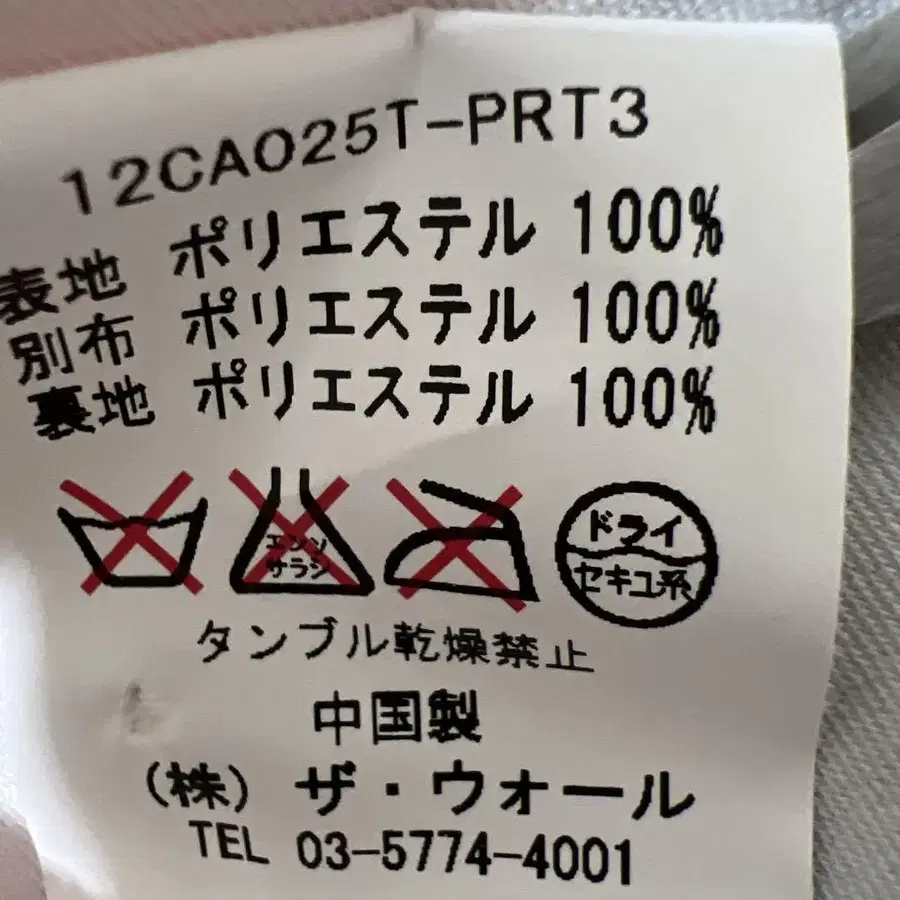 12CA025T-PRT3
表地 ポリエステル 100%
別布 ポリエステル 100%
裏地 ポリエステル 100%
エンソ
サラシ
ドライ
セキユ系
タンブル乾燥禁止
中国製
(株) ザ・ウォール
TEL 03-5774-4001